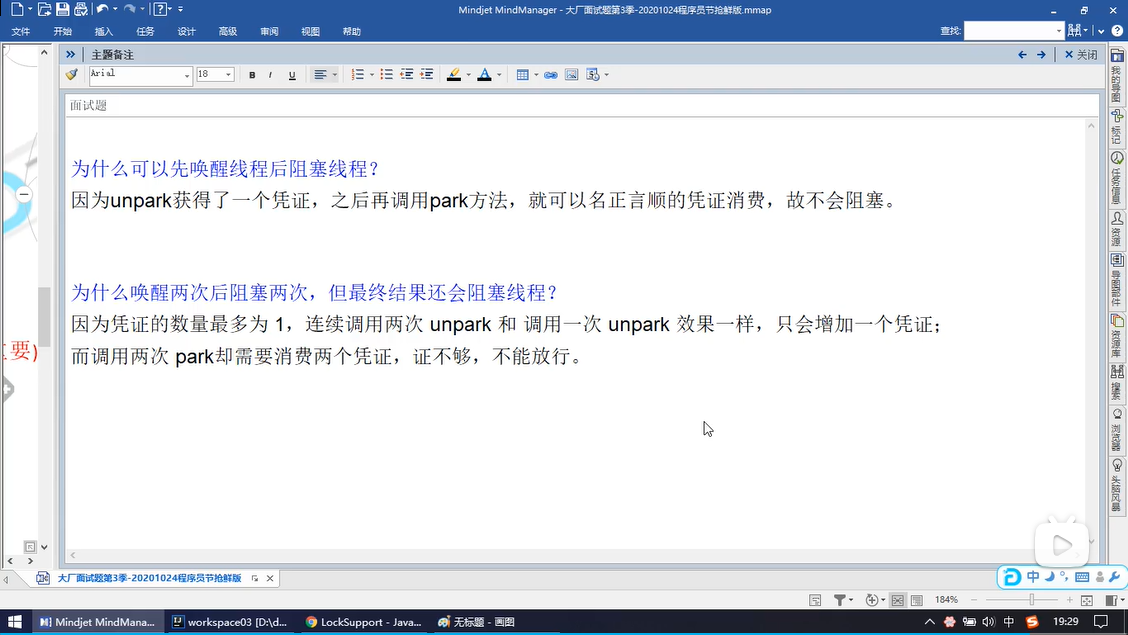 Mindjet MindManager - 大厂面试题第3季-20201024程序员节抢鲜版.mmap
文件 开始 插入 任务 设计 高级 审阅 视图 帮助 查找:
主题备注 关闭
Arial 18 B I U
面试题
为什么可以先唤醒线程后阻塞线程？
因为unpark获得了一个凭证，之后再调用park方法，就可以名正言顺的凭证消费，故不会阻塞。
为什么唤醒两次后阻塞两次，但最终结果还会阻塞线程？
因为凭证的数量最多为 1，连续调用两次 unpark 和 调用一次 unpark 效果一样，只会增加一个凭证；
而调用两次 park却需要消费两个凭证，证不够，不能放行。
要)
我的导图
标记
任务信息
资源
导图部件
资源库
搜索
浏览器
头脑风暴
大厂面试题第3季-20201024程序员节抢鲜版
中
184%
Mindjet MindMana... workspace03 [D:\d... LockSupport - Java... 无标题 - 画图 中 19:29